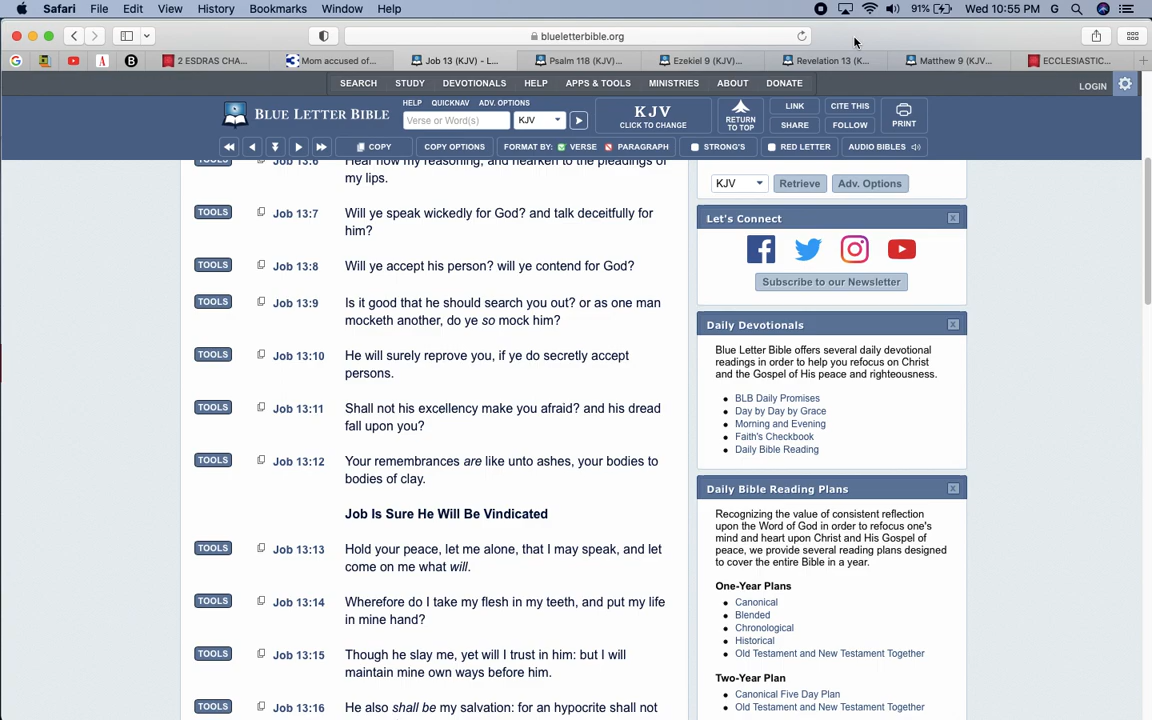 Safari File Edit View History Bookmarks Window Help 91% Wed 10:55 PM G
blueletterbible.org
2 ESDRAS CHA... Mom accused of... Job 13 (KJV) - L... Psalm 118 (KJV)... Ezekiel 9 (KJV)... Revelation 13 (K... Matthew 9 (KJV... ECCLESIASTIC...
SEARCH STUDY DEVOTIONALS HELP APPS & TOOLS MINISTRIES ABOUT DONATE LOGIN
BLUE LETTER BIBLE
HELP QUICKNAV ADV. OPTIONS
Verse or Word(s) KJV
KJV
CLICK TO CHANGE
RETURN
TO TOP
LINK CITE THIS
SHARE FOLLOW
PRINT
COPY COPY OPTIONS FORMAT BY: VERSE PARAGRAPH STRONG'S RED LETTER AUDIO BIBLES
TOOLS Job 13:6 Hear now my reasoning, and hearken to the pleadings of
my lips.
TOOLS Job 13:7 Will ye speak wickedly for God? and talk deceitfully for
him?
TOOLS Job 13:8 Will ye accept his person? will ye contend for God?
TOOLS Job 13:9 Is it good that he should search you out? or as one man
mocketh another, do ye so mock him?
TOOLS Job 13:10 He will surely reprove you, if ye do secretly accept
persons.
TOOLS Job 13:11 Shall not his excellency make you afraid? and his dread
fall upon you?
TOOLS Job 13:12 Your remembrances are like unto ashes, your bodies to
bodies of clay.
Job Is Sure He Will Be Vindicated
TOOLS Job 13:13 Hold your peace, let me alone, that I may speak, and let
come on me what will.
TOOLS Job 13:14 Wherefore do I take my flesh in my teeth, and put my life
in mine hand?
TOOLS Job 13:15 Though he slay me, yet will I trust in him: but I will
maintain mine own ways before him.
TOOLS Job 13:16 He also shall be my salvation: for an hypocrite shall not
KJV Retrieve Adv. Options
Let's Connect
Subscribe to our Newsletter
Daily Devotionals
Blue Letter Bible offers several daily devotional
readings in order to help you refocus on Christ
and the Gospel of His peace and righteousness.
BLB Daily Promises
Day by Day by Grace
Morning and Evening
Faith's Checkbook
Daily Bible Reading
Daily Bible Reading Plans
Recognizing the value of consistent reflection
upon the Word of God in order to refocus one's
mind and heart upon Christ and His Gospel of
peace, we provide several reading plans designed
to cover the entire Bible in a year.
One-Year Plans
Canonical
Blended
Chronological
Historical
Old Testament and New Testament Together
Two-Year Plan
Canonical Five Day Plan
Old Testament and New Testament Together